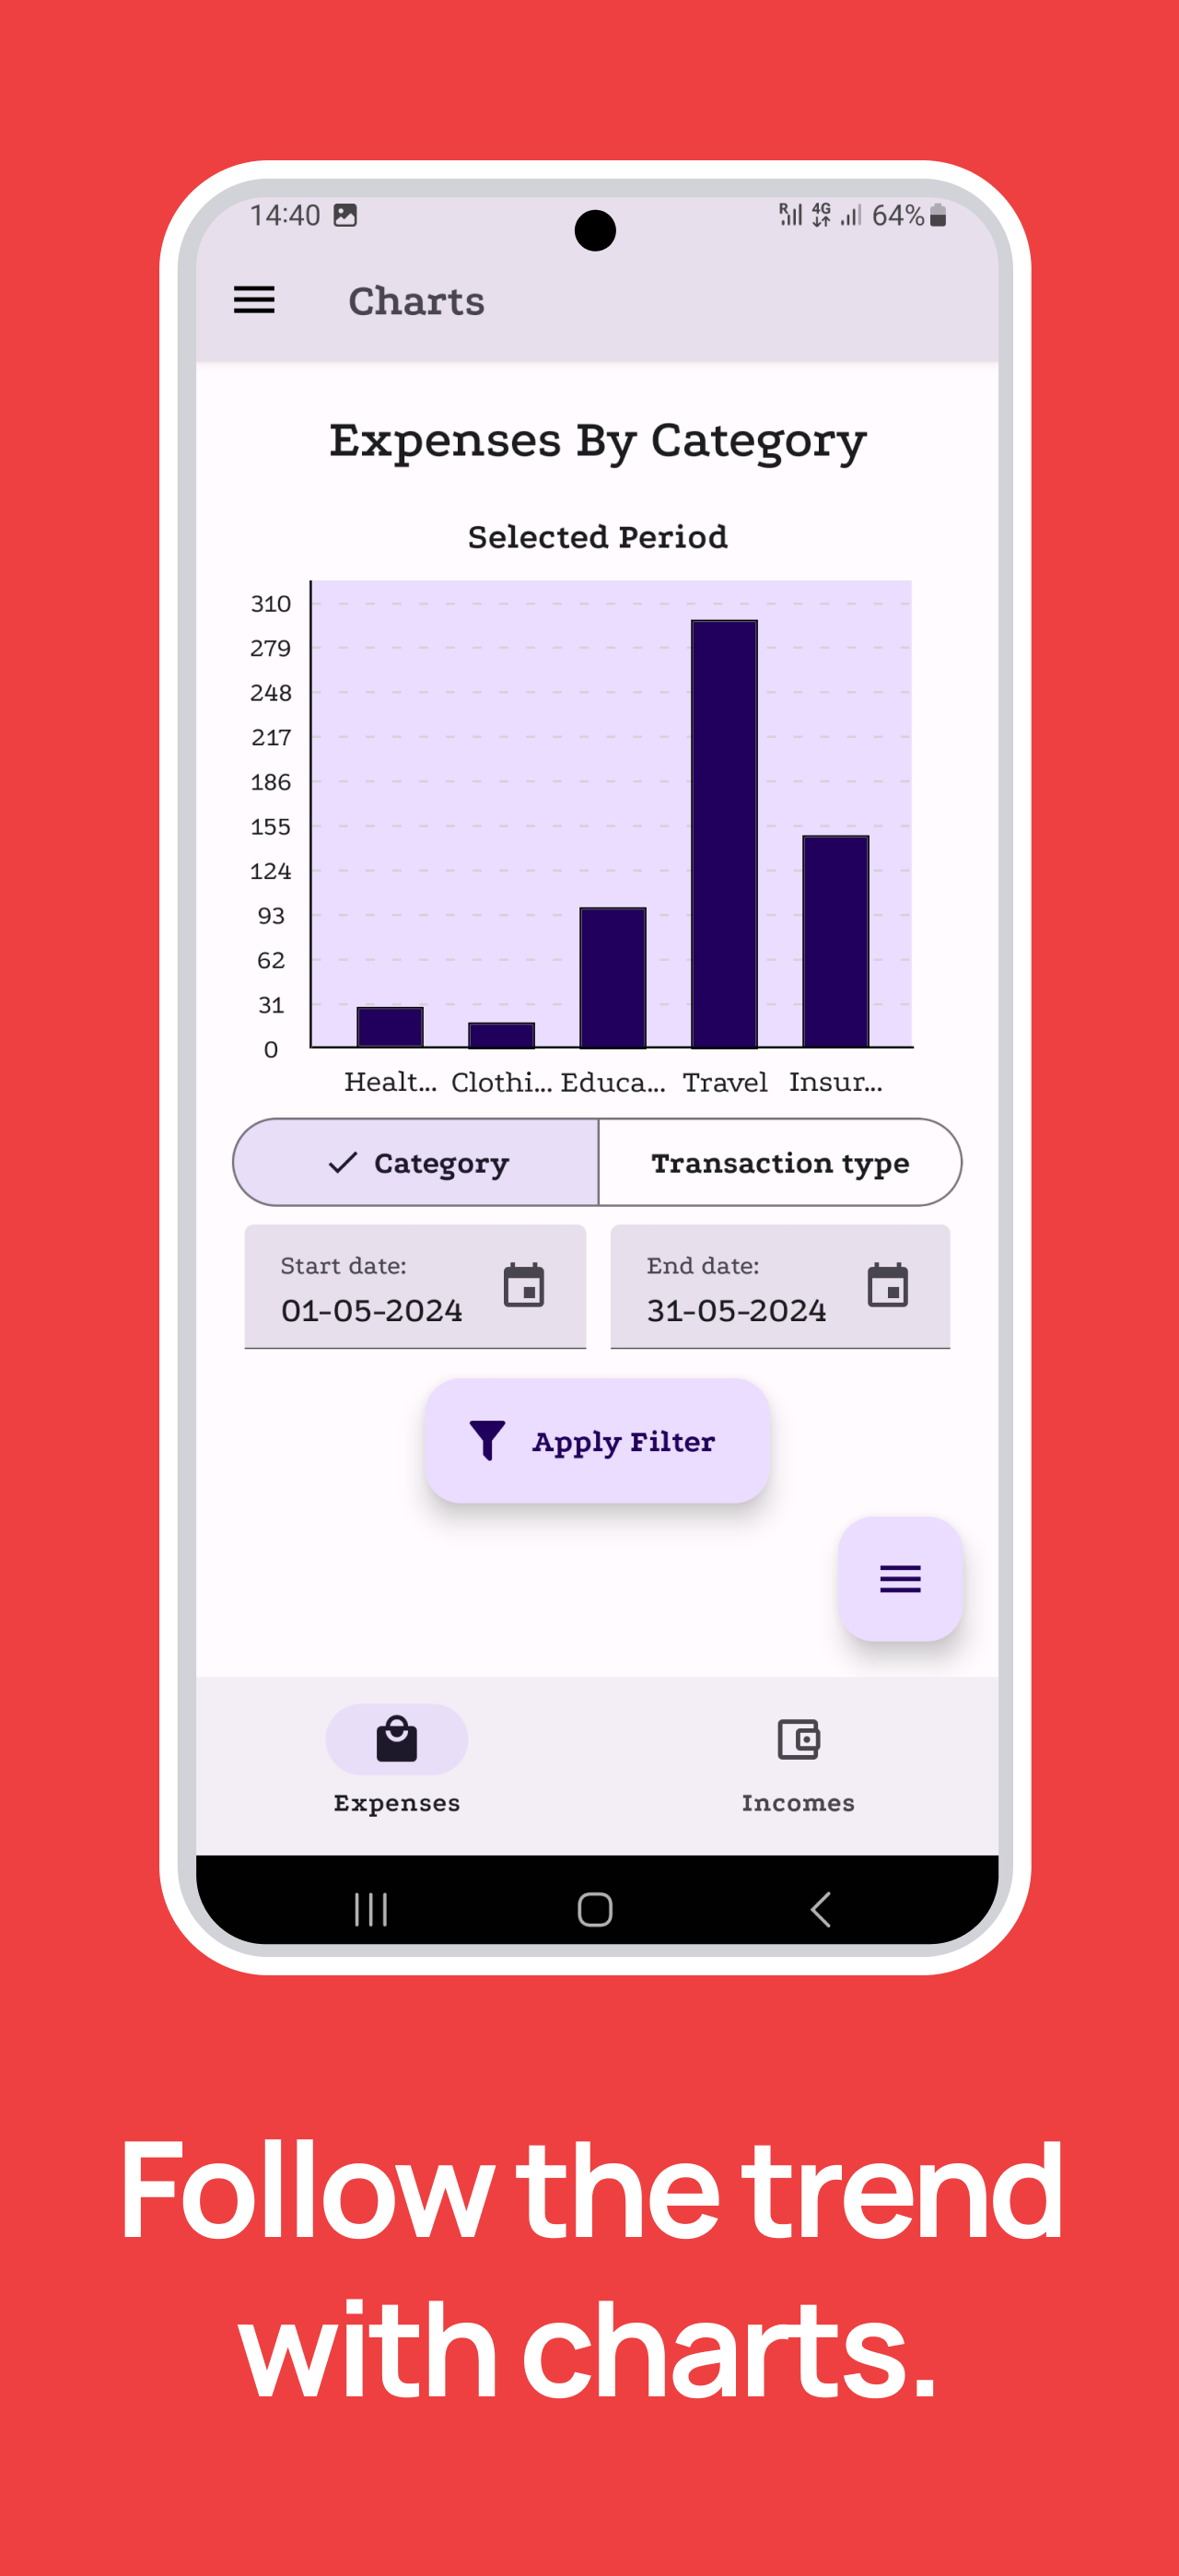 14:40
R 4G 64%
Charts
Expenses By Category
Selected Period
310
279
248
217
186
155
124
93
62
31
0
Healt... Clothi... Educa... Travel Insur...
Category Transaction type
Start date: End date:
01-05-2024 31-05-2024
Apply Filter
Expenses Incomes
Follow the trend
with charts.